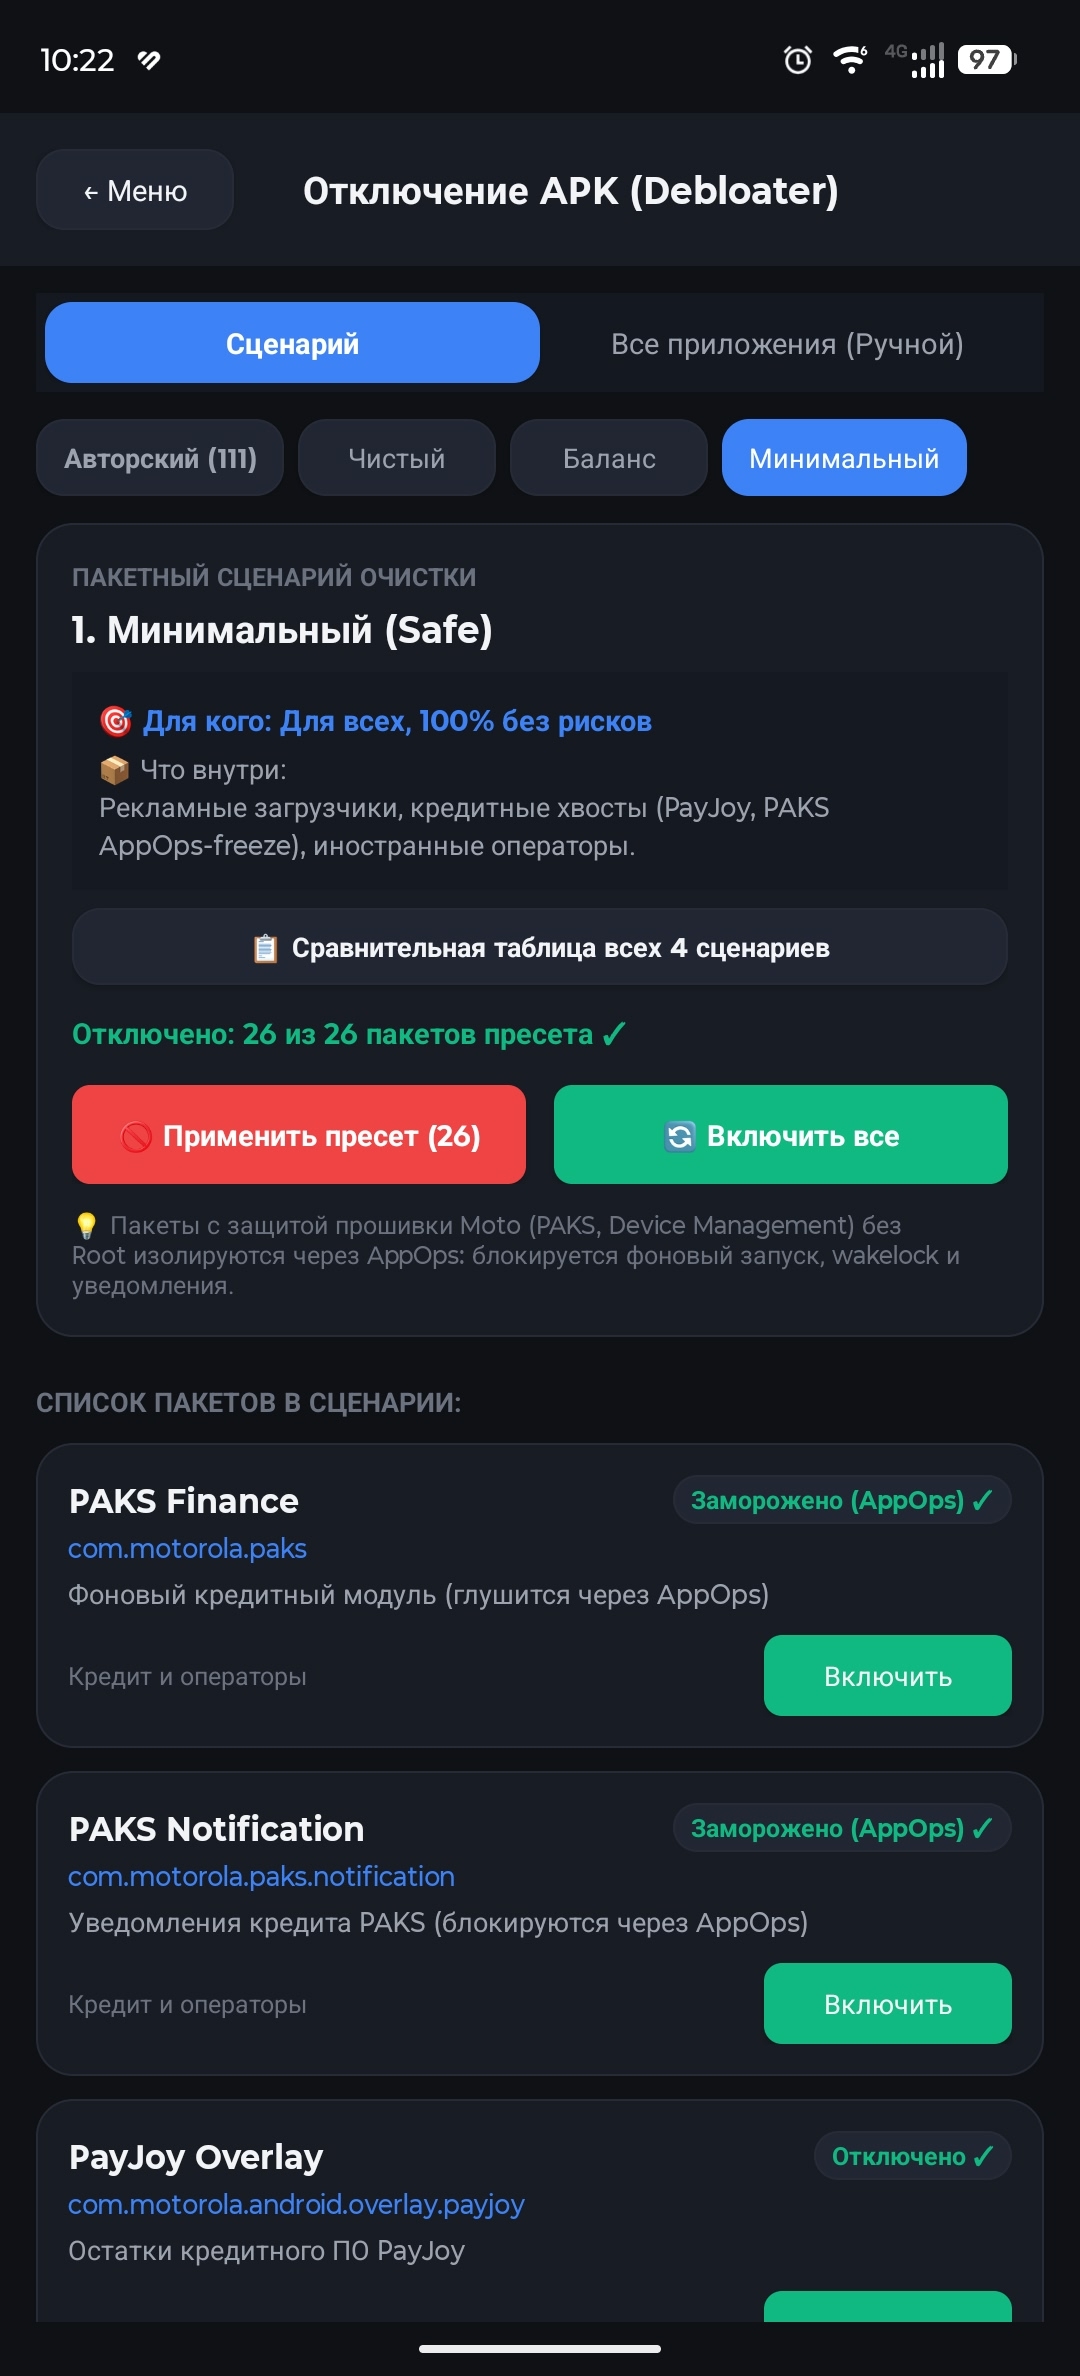 10:22
6
4G
97
← Меню
Отключение APK (Debloater)
Сценарий
Все приложения (Ручной)
Авторский (111)
Чистый
Баланс
Минимальный
ПАКЕТНЫЙ СЦЕНАРИЙ ОЧИСТКИ
1. Минимальный (Safe)
🎯 Для кого: Для всех, 100% без рисков
📦 Что внутри:
Рекламные загрузчики, кредитные хвосты (PayJoy, PAKS
AppOps-freeze), иностранные операторы.
📋 Сравнительная таблица всех 4 сценариев
Отключено: 26 из 26 пакетов пресета ✓
🚫 Применить пресет (26)
🔄 Включить все
💡 Пакеты с защитой прошивки Moto (PAKS, Device Management) без
Root изолируются через AppOps: блокируется фоновый запуск, wakelock и
уведомления.
СПИСОК ПАКЕТОВ В СЦЕНАРИИ:
PAKS Finance
Заморожено (AppOps) ✓
com.motorola.paks
Фоновый кредитный модуль (глушится через AppOps)
Кредит и операторы
Включить
PAKS Notification
Заморожено (AppOps) ✓
com.motorola.paks.notification
Уведомления кредита PAKS (блокируются через AppOps)
Кредит и операторы
Включить
PayJoy Overlay
Отключено ✓
com.motorola.android.overlay.payjoy
Остатки кредитного ПО PayJoy